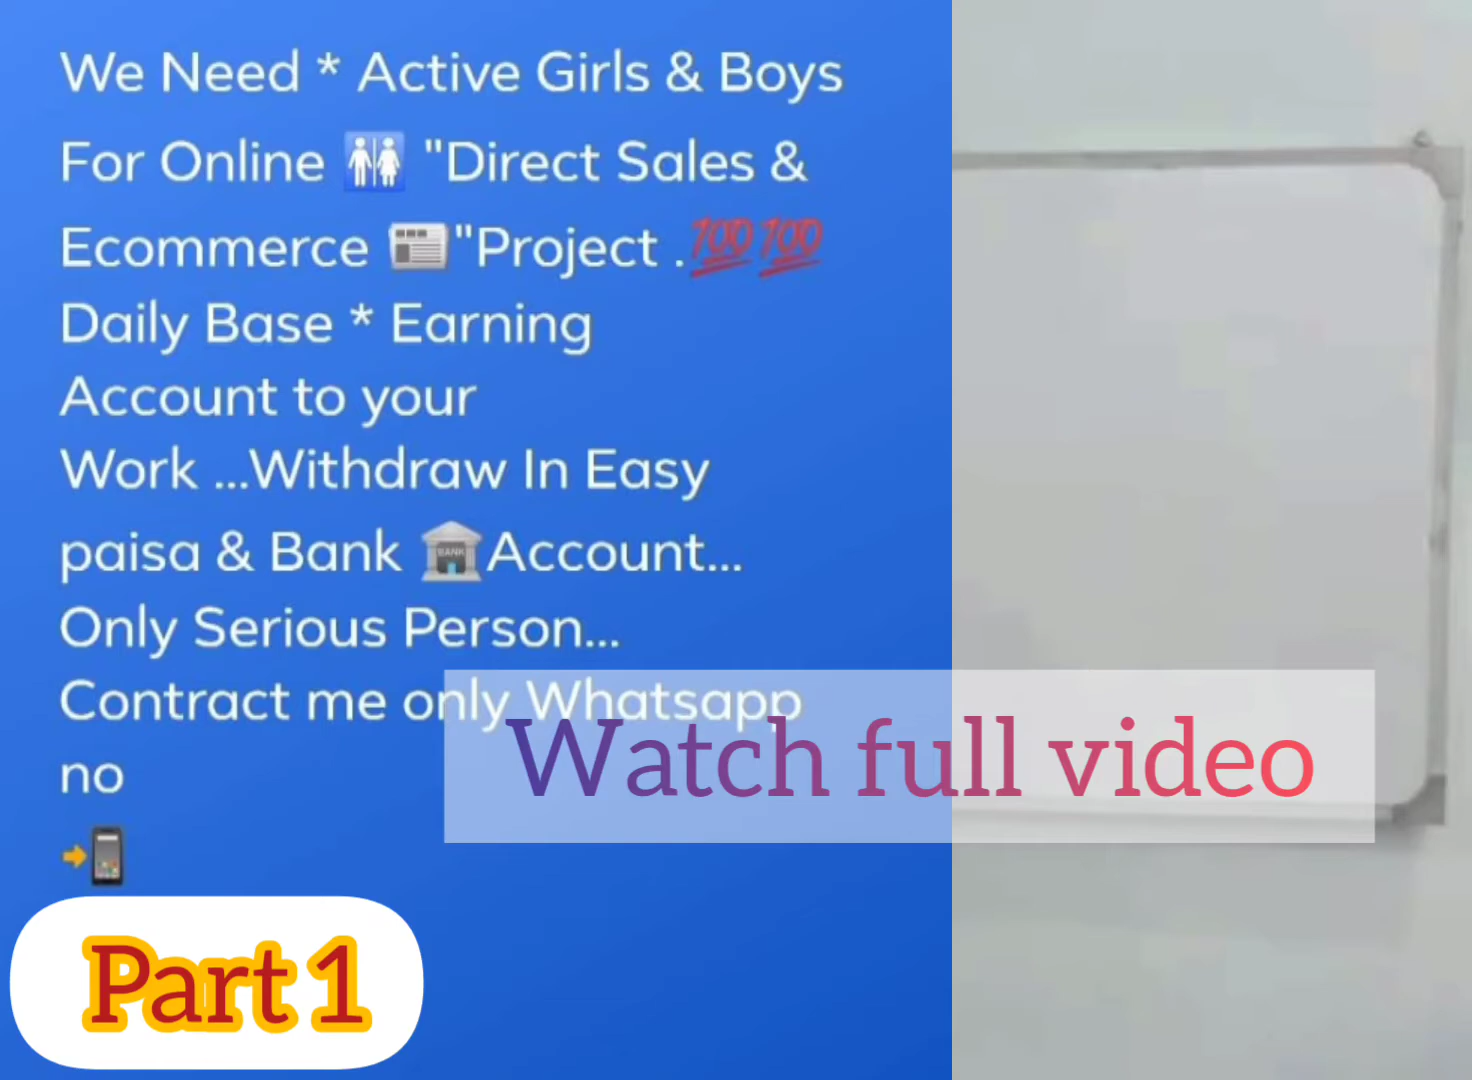 We Need * Active Girls & Boys
For Online 🚻 "Direct Sales &
Ecommerce 📰"Project .💯💯
Daily Base * Earning
Account to your
Work ...Withdraw In Easy
paisa & Bank 🏦Account...
Only Serious Person...
Contract me only Whatsapp
no
📲
Watch full video
Part 1